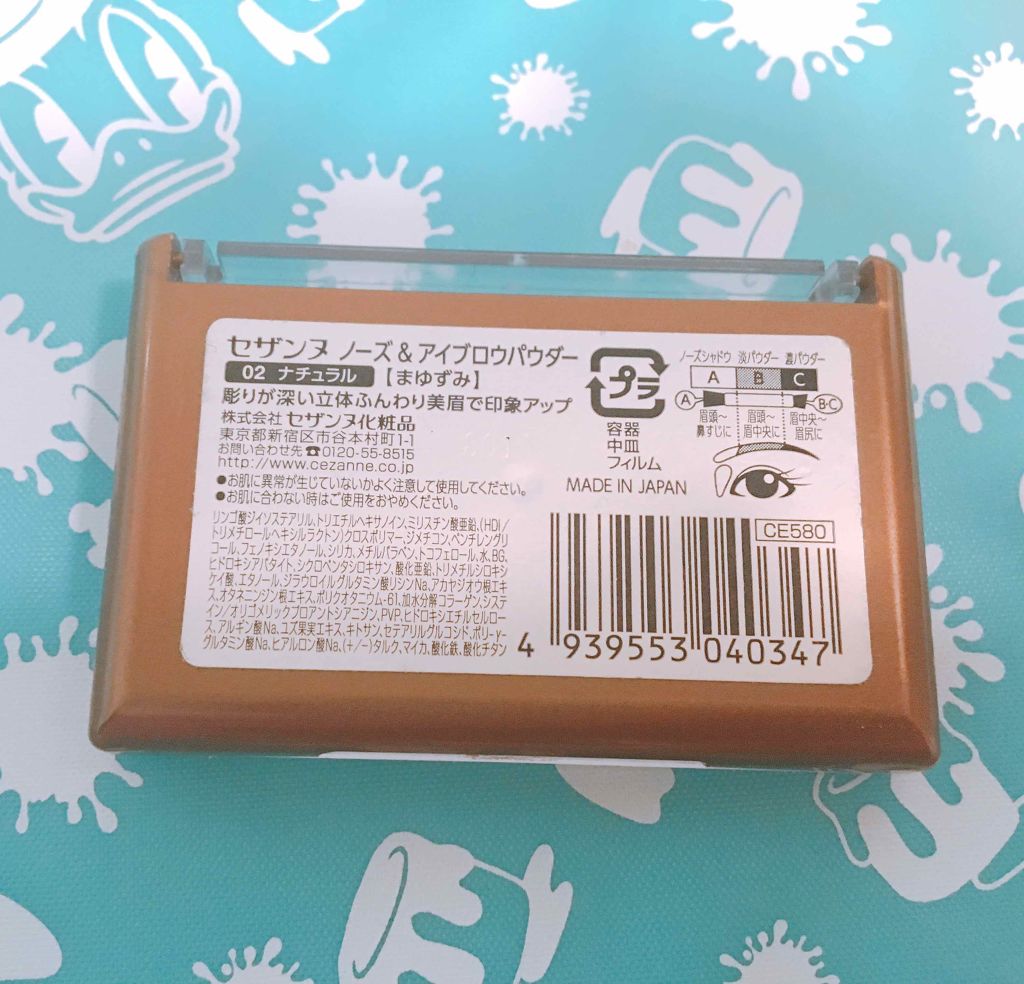 セザンヌ ノーズ&アイブロウパウダー
02 ナチュラル 【まゆずみ】
彫りが深い立体ふんわり美眉で印象アップ
株式会社 セザンヌ化粧品
東京都新宿区市谷本村町1-1
お問い合わせ先☎0120-55-8515
http://www.cezanne.co.jp
●お肌に異常が生じていないかよく注意して使用してください。
●お肌に合わない時はご使用をおやめください。
リンゴ酸ジイソステアリル、トリエチルヘキサノイン、ミリスチン酸亜鉛、(HDI/
トリメチロールヘキシルラクトン)クロスポリマー、ジメチコン、ペンチレングリ
コール、フェノキシエタノール、シリカ、メチルパラベン、トコフェロール、水、BG、
ヒドロキシアパタイト、シクロペンタシロキサン、酸化亜鉛、トリメチルシロキシ
ケイ酸、エタノール、ジラウロイルグルタミン酸リシンNa、アカヤジオウ根エキ
ス、オタネニンジン根エキス、ポリクオタニウム-61、加水分解コラーゲン、システ
イン/オリゴメリックプロアントシアニジン、PVP、ヒドロキシエチルセルロー
ス、アルギン酸Na、ユズ果実エキス、キトサン、セテアリルグルコシド、ポリ-γ-
グルタミン酸Na、ヒアルロン酸Na、(+/-)タルク、マイカ、酸化鉄、酸化チタン
プラ
容器
中皿
フィルム
MADE IN JAPAN
ノーズシャドウ 淡パウダー 濃パウダー
A B C
A B・C
眉頭〜
鼻すじに
眉頭〜
眉中央に
眉中央〜
眉尻に
CE580
4 939553 040347